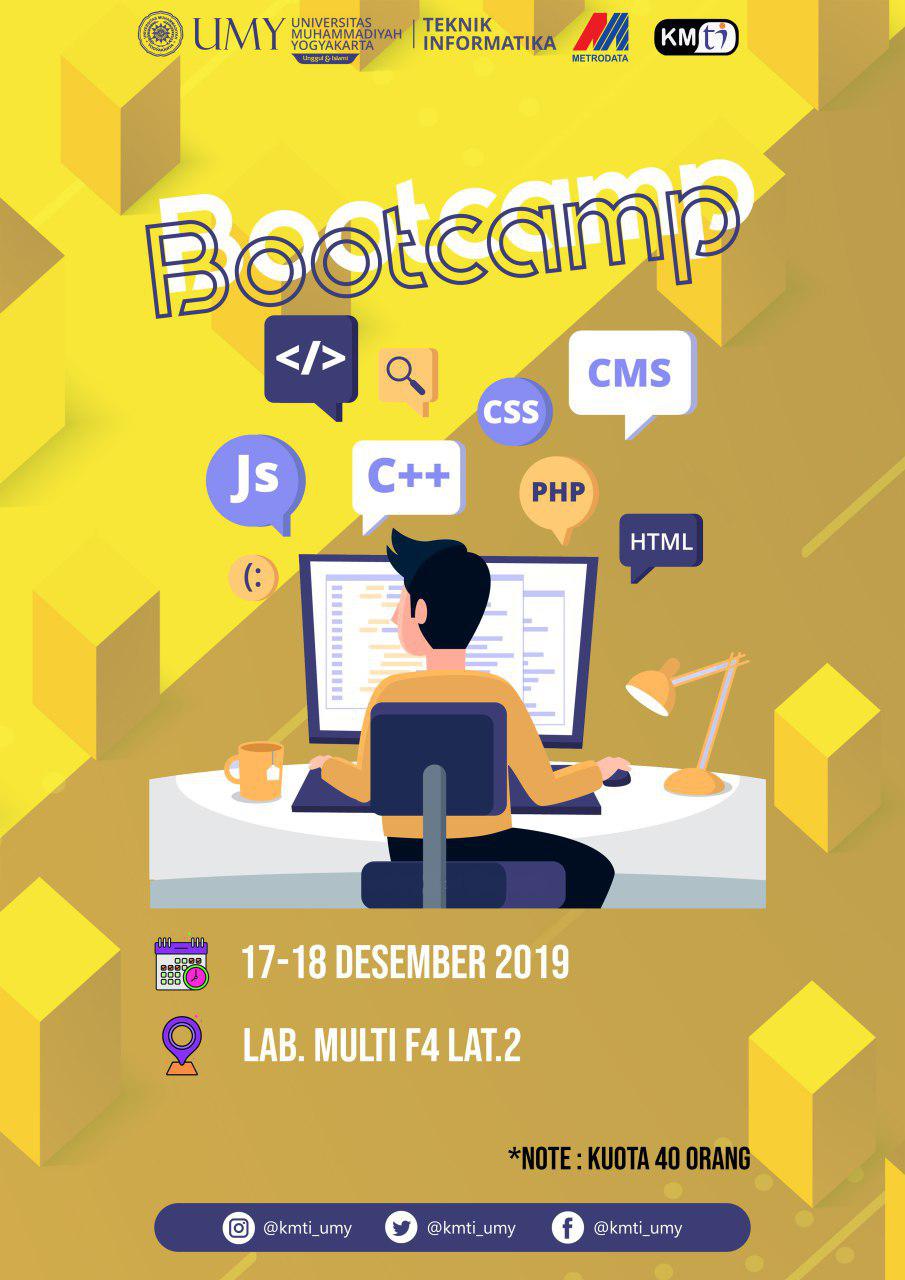 UMY
UNIVERSITAS
MUHAMMADIYAH
YOGYAKARTA
Unggul & Islami
TEKNIK
INFORMATIKA
METRODATA
KMti
Bootcamp
</>
CMS
CSS
Js
C++
PHP
HTML
(:
17-18 DESEMBER 2019
LAB. MULTI F4 LAT.2
*NOTE : KUOTA 40 ORANG
@kmti_umy @kmti_umy @kmti_umy